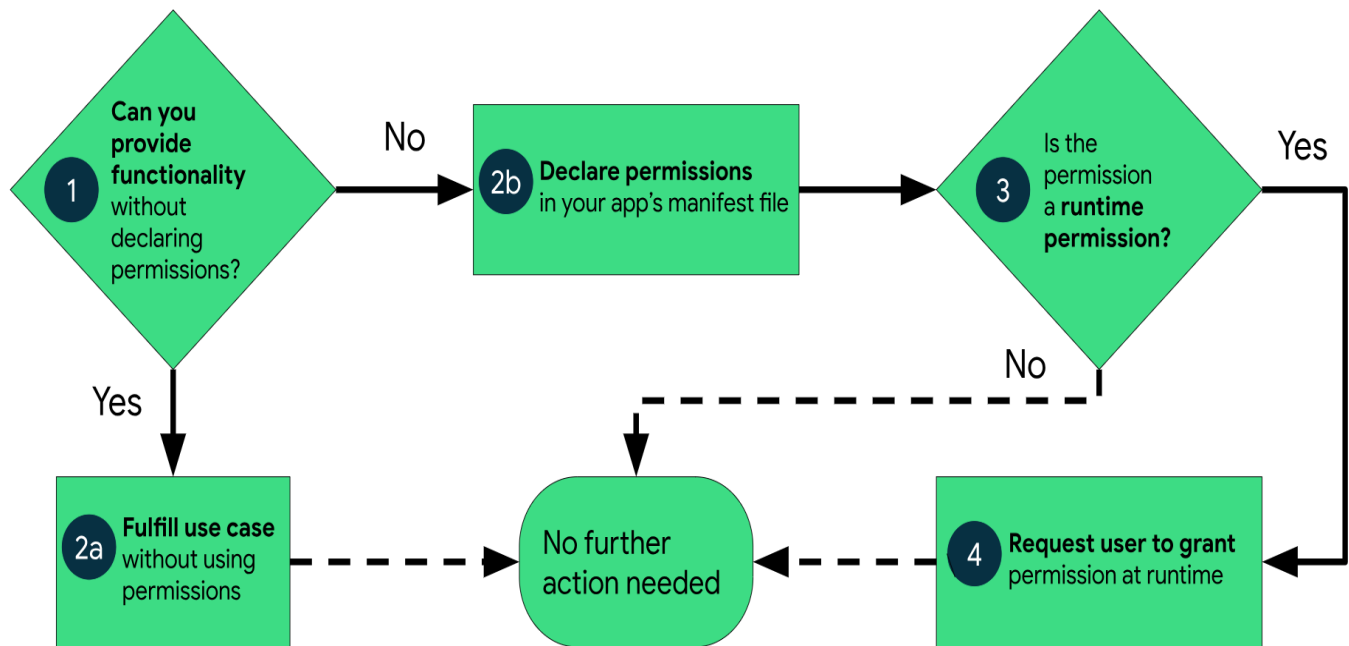 1
Can you
provide
functionality
without
declaring
permissions?
No
2b
Declare permissions
in your app's manifest file
3
Is the
permission
a runtime
permission?
Yes
Yes
No
2a
Fulfill use case
without using
permissions
No further
action needed
4
Request user to grant
permission at runtime